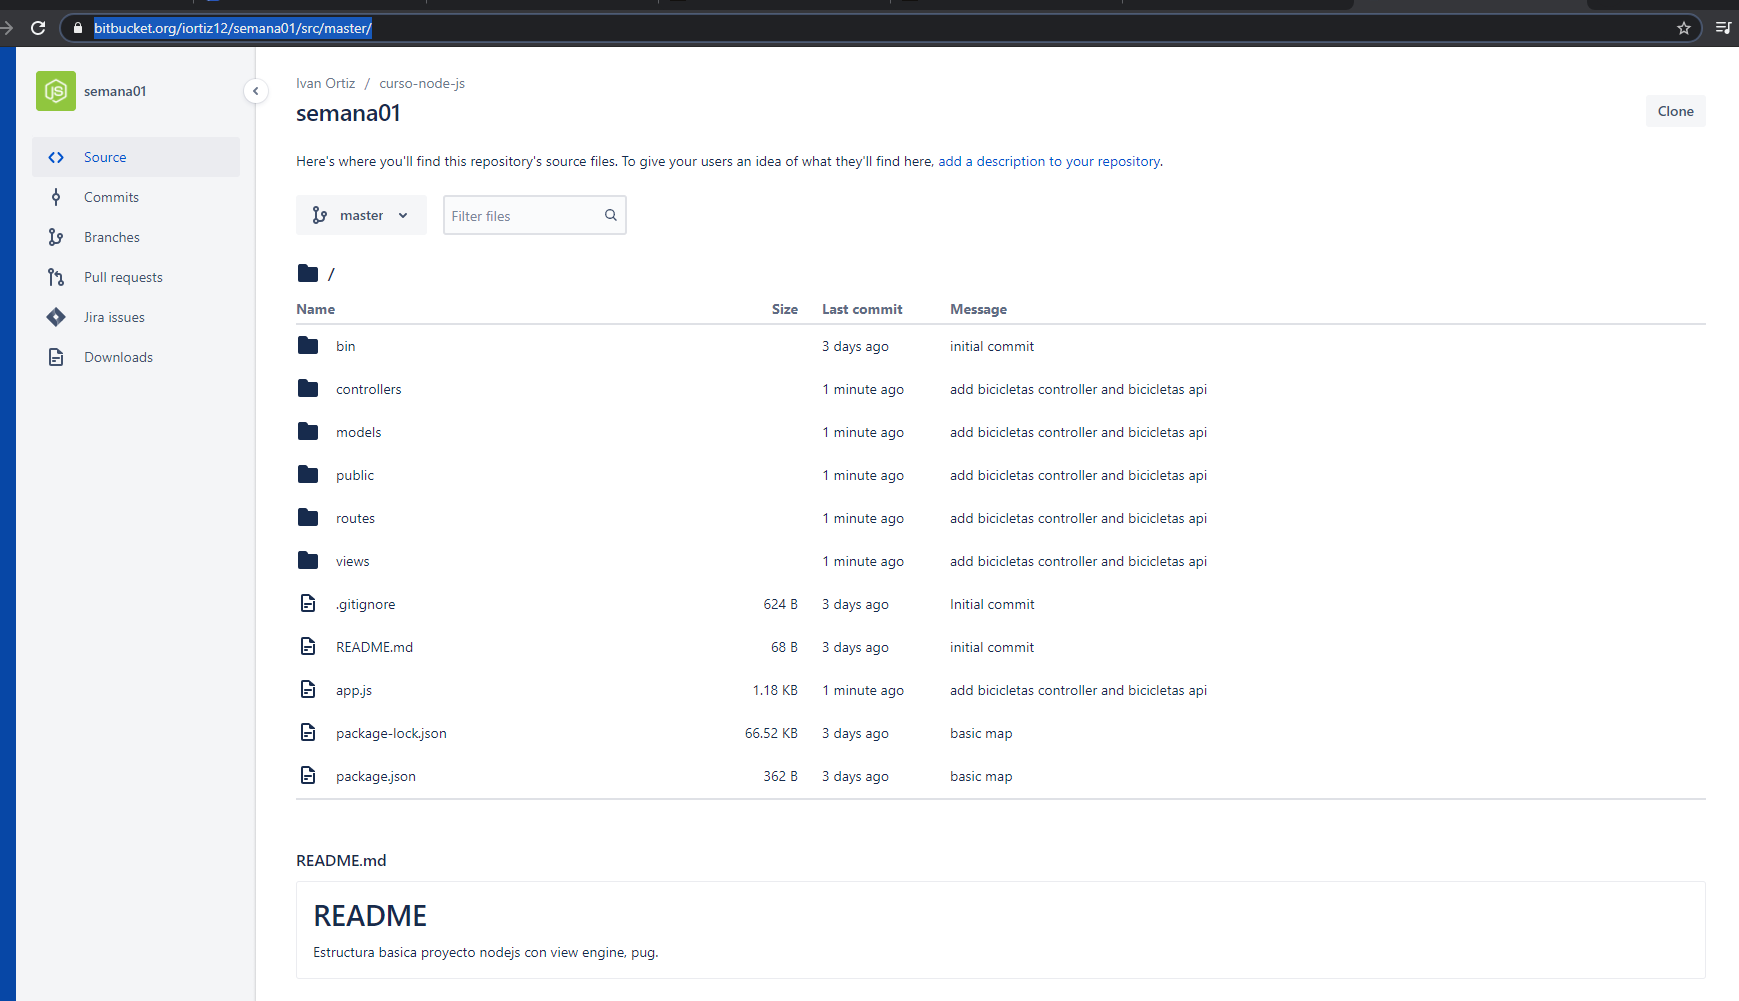 bitbucket.org/iortiz12/semana01/src/master/
JS
semana01
Source
Commits
Branches
Pull requests
Jira issues
Downloads
Ivan Ortiz / curso-node-js
semana01
Clone
Here's where you'll find this repository's source files. To give your users an idea of what they'll find here, add a description to your repository.
master
Filter files
/
Name Size Last commit Message
bin 3 days ago initial commit
controllers 1 minute ago add bicicletas controller and bicicletas api
models 1 minute ago add bicicletas controller and bicicletas api
public 1 minute ago add bicicletas controller and bicicletas api
routes 1 minute ago add bicicletas controller and bicicletas api
views 1 minute ago add bicicletas controller and bicicletas api
.gitignore 624 B 3 days ago Initial commit
README.md 68 B 3 days ago initial commit
app.js 1.18 KB 1 minute ago add bicicletas controller and bicicletas api
package-lock.json 66.52 KB 3 days ago basic map
package.json 362 B 3 days ago basic map
README.md
README
Estructura basica proyecto nodejs con view engine, pug.